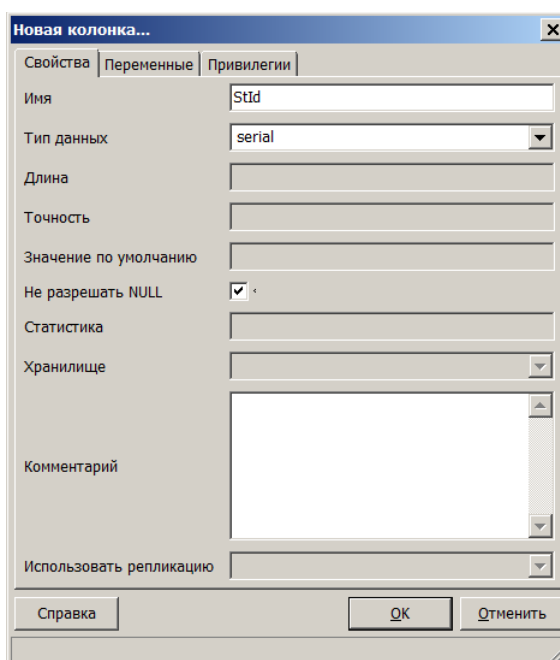 Новая колонка...
Свойства Переменные Привилегии
Имя StId
Тип данных serial
Длина
Точность
Значение по умолчанию
Не разрешать NULL
Статистика
Хранилище
Комментарий
Использовать репликацию
Справка OK Отменить